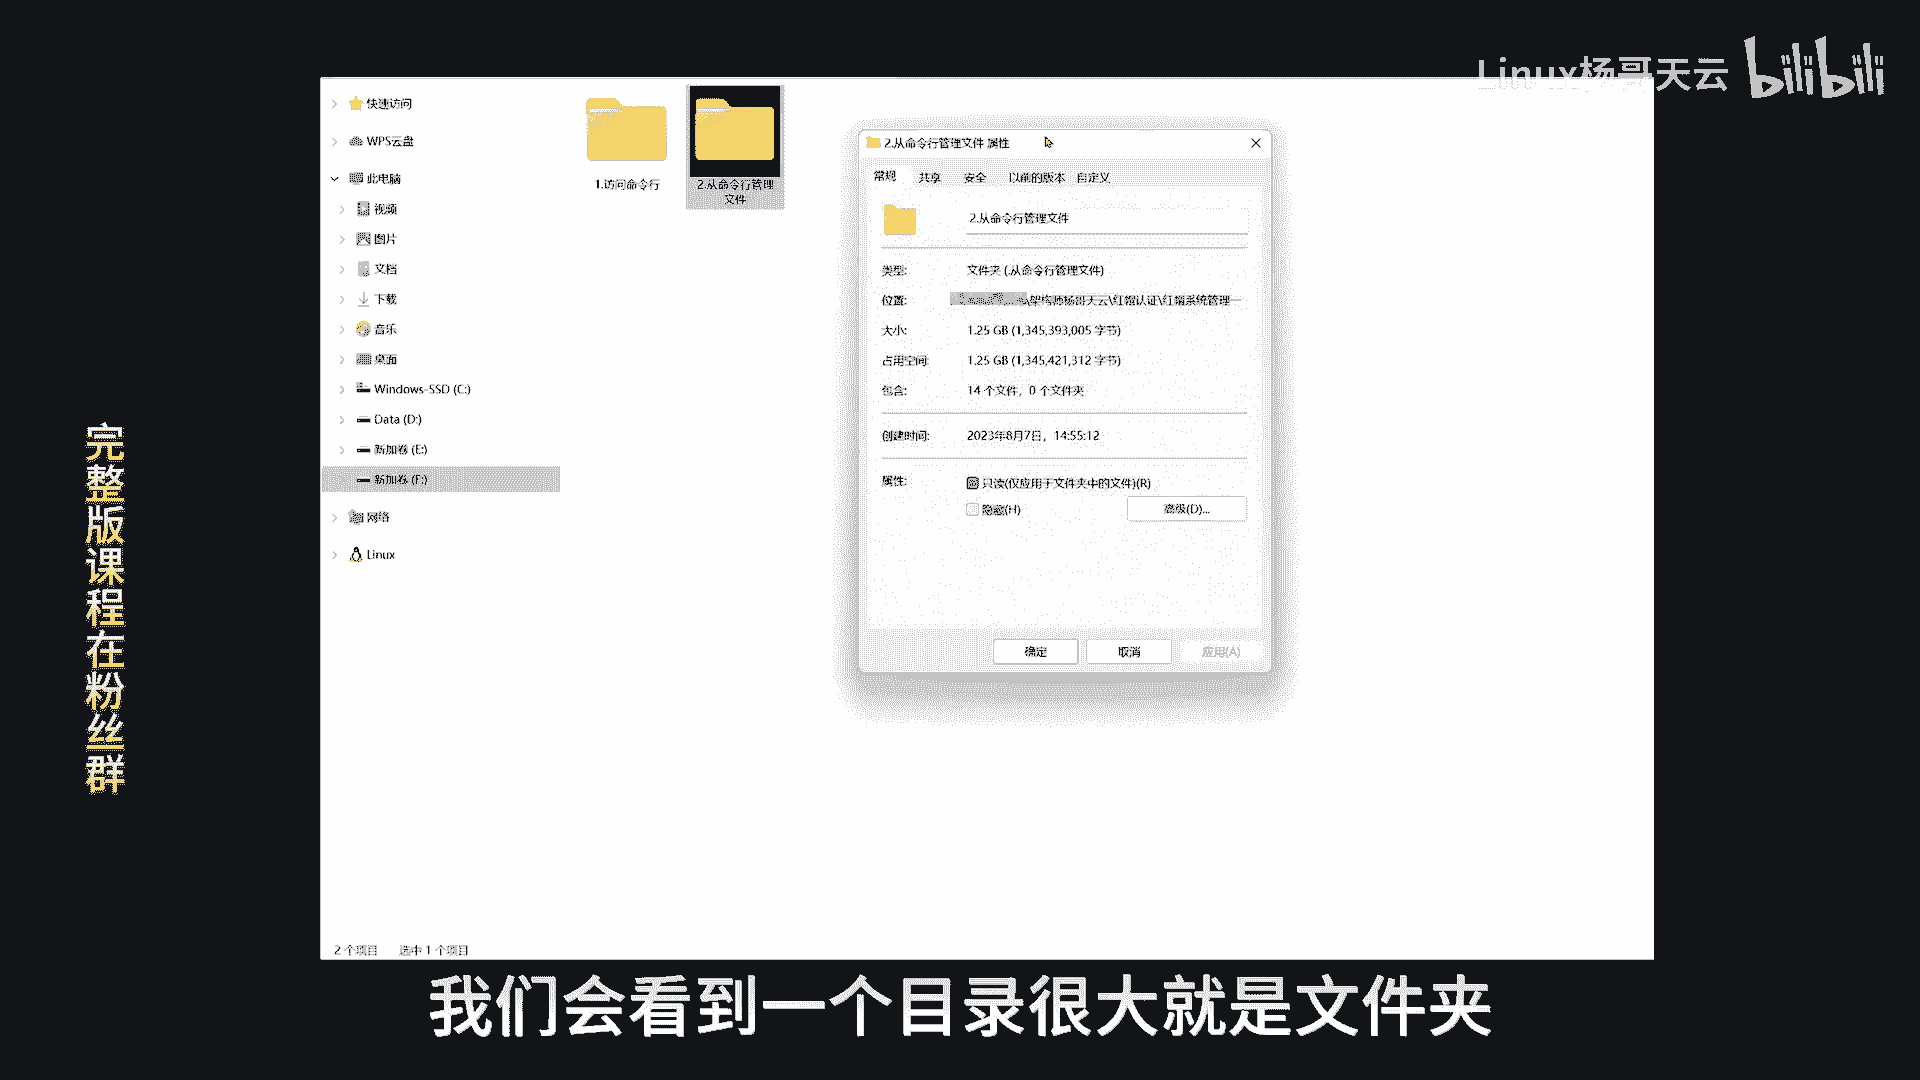 Linux杨哥天云 bilibili
快速访问
WPS云盘
此电脑
视频
图片
文档
下载
音乐
桌面
Windows-SSD (C:)
Data (D:)
新加卷 (E:)
新加卷 (F:)
网络
Linux
1.访问命令行
2.从命令行管理
文件
2.从命令行管理文件 属性
常规 共享 安全 以前的版本 自定义
2.从命令行管理文件
类型: 文件夹 (.从命令行管理文件)
位置: \架构师杨哥天云\红帽认证\红帽系统管理一
大小: 1.25 GB (1,345,393,005 字节)
占用空间: 1.25 GB (1,345,421,312 字节)
包含: 14 个文件，0 个文件夹
创建时间: 2023年8月7日，14:55:12
属性: 只读(仅应用于文件夹中的文件)(R)
隐藏(H) 高级(D)...
确定 取消 应用(A)
2 个项目 选中 1 个项目
完整版课程在粉丝群
我们会看到一个目录很大就是文件夹